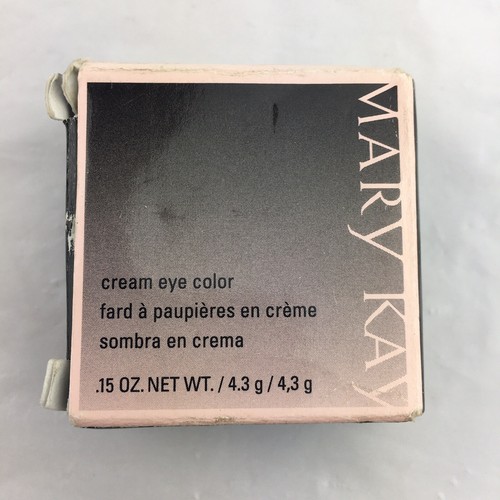 MARY KAY
cream eye color
fard à paupières en crème
sombra en crema
.15 OZ. NET WT. / 4.3 g / 4,3 g